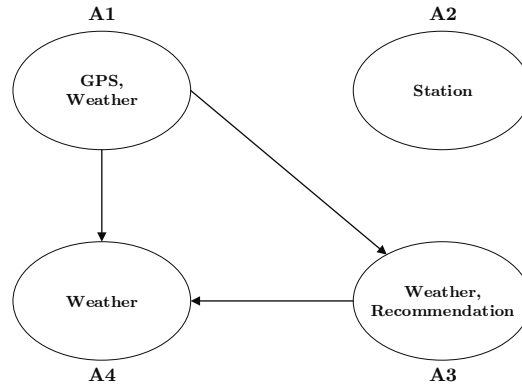 A1
A2
GPS,
Weather
Station
Weather
Weather,
Recommendation
A4
A3